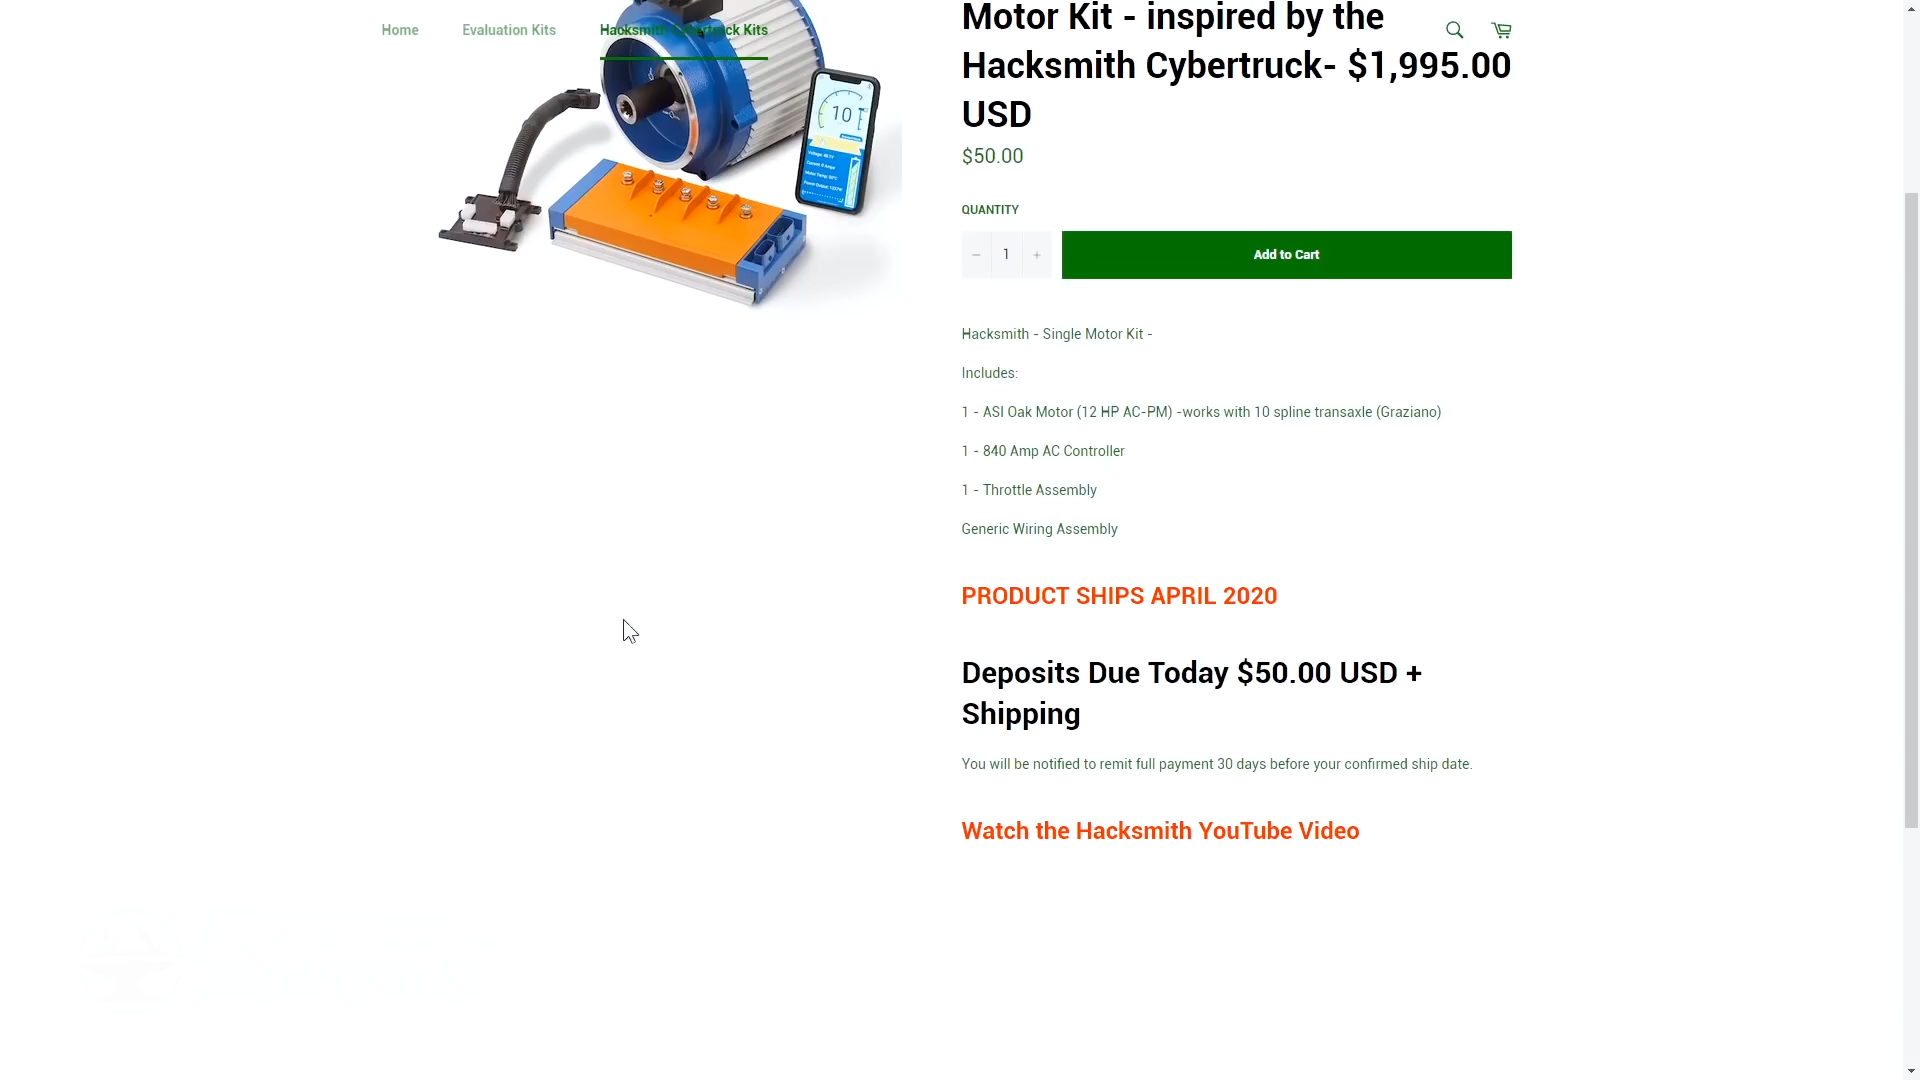 Home Evaluation Kits Hacksmith Cybertruck Kits
Motor Kit - inspired by the
Hacksmith Cybertruck- $1,995.00
USD
$50.00
QUANTITY
− 1 +
Add to Cart
10
Hacksmith - Single Motor Kit -
Includes:
1 - ASI Oak Motor (12 HP AC-PM) -works with 10 spline transaxle (Graziano)
1 - 840 Amp AC Controller
1 - Throttle Assembly
Generic Wiring Assembly
PRODUCT SHIPS APRIL 2020
Deposits Due Today $50.00 USD +
Shipping
You will be notified to remit full payment 30 days before your confirmed ship date.
Watch the Hacksmith YouTube Video